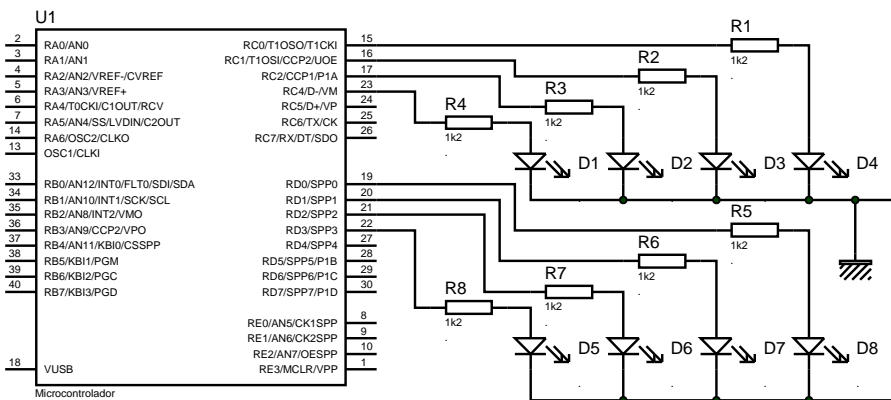 U1
2 RA0/AN0
3 RA1/AN1
4 RA2/AN2/VREF-/CVREF
5 RA3/AN3/VREF+
6 RA4/T0CKI/C1OUT/RCV
7 RA5/AN4/SS/LVDIN/C2OUT
14 RA6/OSC2/CLKO
13 OSC1/CLKI
33 RB0/AN12/INT0/FLT0/SDI/SDA
34 RB1/AN10/INT1/SCK/SCL
35 RB2/AN8/INT2/VMO
36 RB3/AN9/CCP2/VPO
37 RB4/AN11/KBI0/CSSPP
38 RB5/KBI1/PGM
39 RB6/KBI2/PGC
40 RB7/KBI3/PGD
18 VUSB
RC0/T1OSO/T1CKI 15
RC1/T1OSI/CCP2/UOE 16
RC2/CCP1/P1A 17
RC4/D-/VM 23
RC5/D+/VP 24
RC6/TX/CK 25
RC7/RX/DT/SDO 26
RD0/SPP0 19
RD1/SPP1 20
RD2/SPP2 21
RD3/SPP3 22
RD4/SPP4 27
RD5/SPP5/P1B 28
RD6/SPP6/P1C 29
RD7/SPP7/P1D 30
RE0/AN5/CK1SPP 8
RE1/AN6/CK2SPP 9
RE2/AN7/OESPP 10
RE3/MCLR/VPP 1
Microcontrolador
R1
1k2
R2
1k2
R3
1k2
R4
1k2
D1 D2 D3 D4
R5
1k2
R6
1k2
R7
1k2
R8
1k2
D5 D6 D7 D8